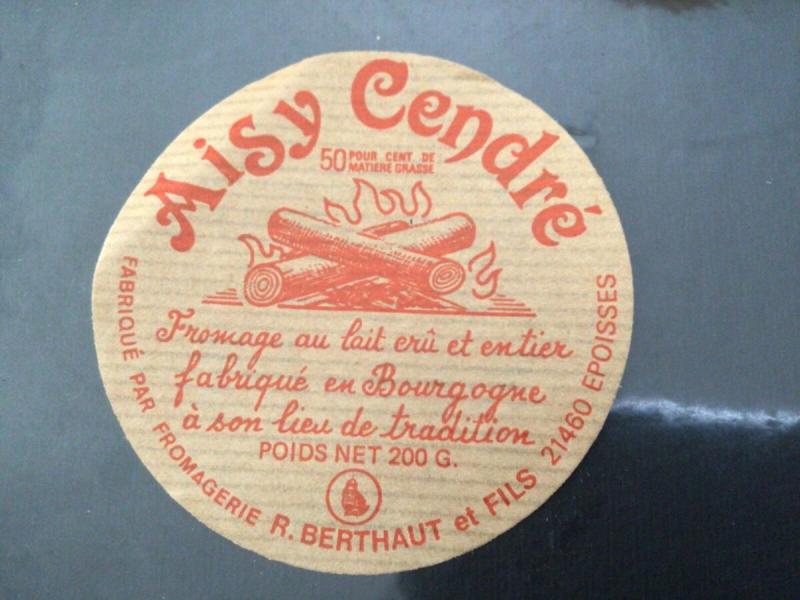 Aisy Cendré
50 POUR CENT DE
MATIERE GRASSE
Fromage au lait crû et entier
fabriqué en Bourgogne
à son lieu de tradition
POIDS NET 200 G.
FABRIQUÉ PAR FROMAGERIE R. BERTHAUT et FILS 21460 EPOISSES